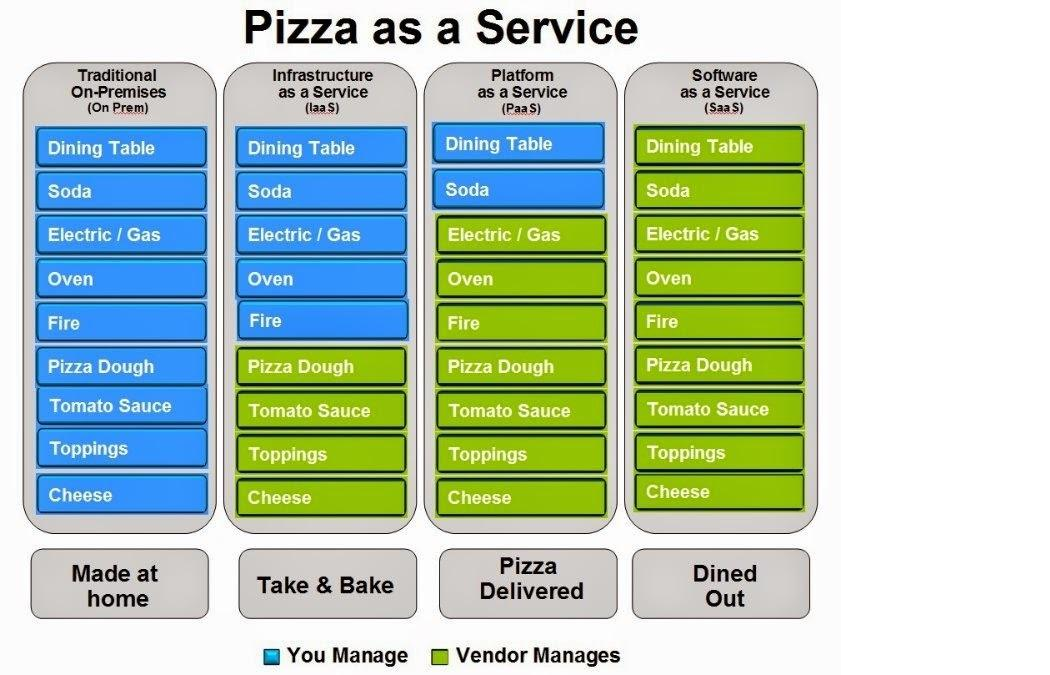 Pizza as a Service
Traditional
On-Premises
(On Prem)
Dining Table
Soda
Electric / Gas
Oven
Fire
Pizza Dough
Tomato Sauce
Toppings
Cheese
Made at
home
Infrastructure
as a Service
(IaaS)
Dining Table
Soda
Electric / Gas
Oven
Fire
Pizza Dough
Tomato Sauce
Toppings
Cheese
Take & Bake
Platform
as a Service
(PaaS)
Dining Table
Soda
Electric / Gas
Oven
Fire
Pizza Dough
Tomato Sauce
Toppings
Cheese
Pizza
Delivered
Software
as a Service
(SaaS)
Dining Table
Soda
Electric / Gas
Oven
Fire
Pizza Dough
Tomato Sauce
Toppings
Cheese
Dined
Out
You Manage
Vendor Manages